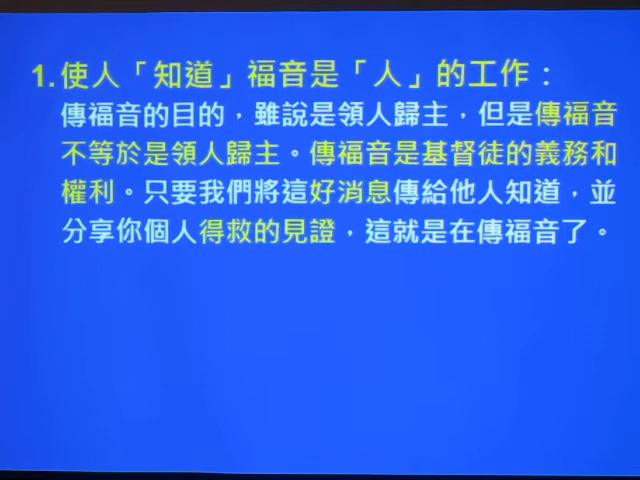 1.使人「知道」福音是「人」的工作：
傳福音的目的，雖說是領人歸主，但是傳福音
不等於是領人歸主。傳福音是基督徒的義務和
權利。只要我們將這好消息傳給他人知道，並
分享你個人得救的見證，這就是在傳福音了。